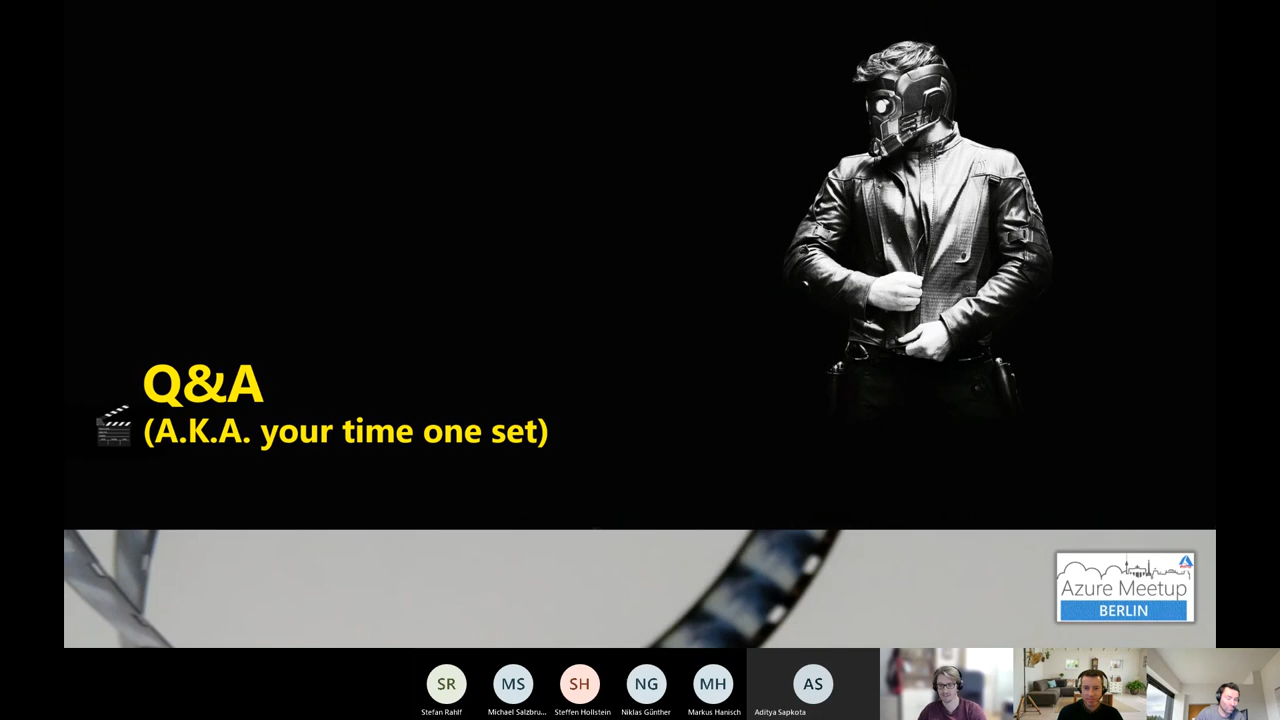 Q&A
(A.K.A. your time one set)
Azure Meetup
BERLIN
SR
MS
SH
NG
MH
AS
Stefan Rahlf
Michael Salzbru...
Steffen Hollstein
Niklas Günther
Markus Hanisch
Aditya Sapkota